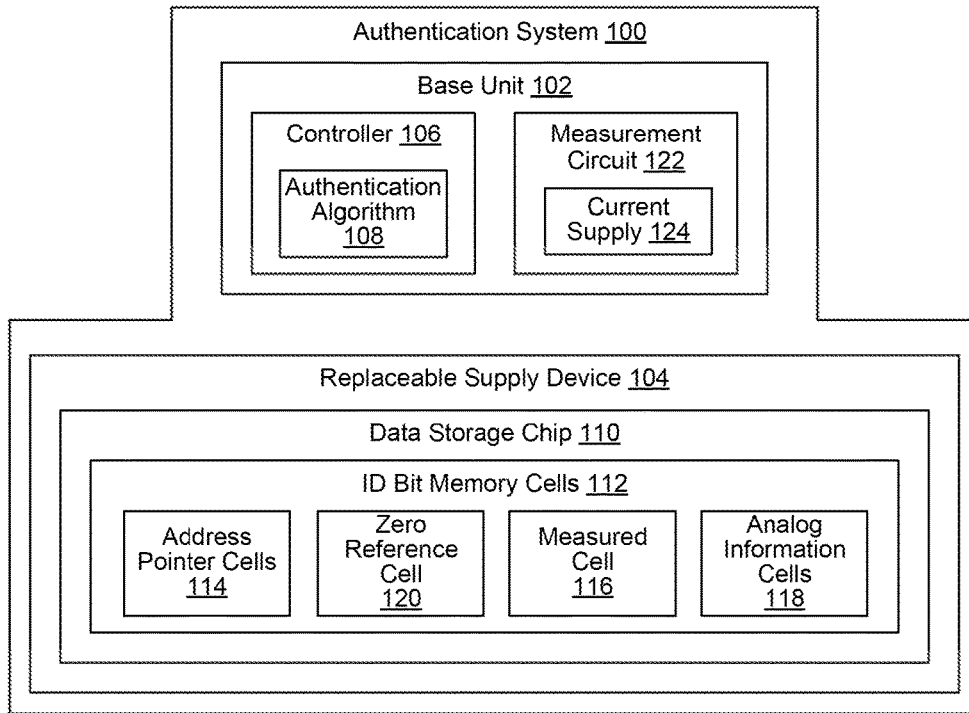 Authentication System 100
Base Unit 102
Controller 106
Authentication
Algorithm
108
Measurement
Circuit 122
Current
Supply 124
Replaceable Supply Device 104
Data Storage Chip 110
ID Bit Memory Cells 112
Address
Pointer Cells
114
Zero
Reference
Cell
120
Measured
Cell
116
Analog
Information
Cells
118